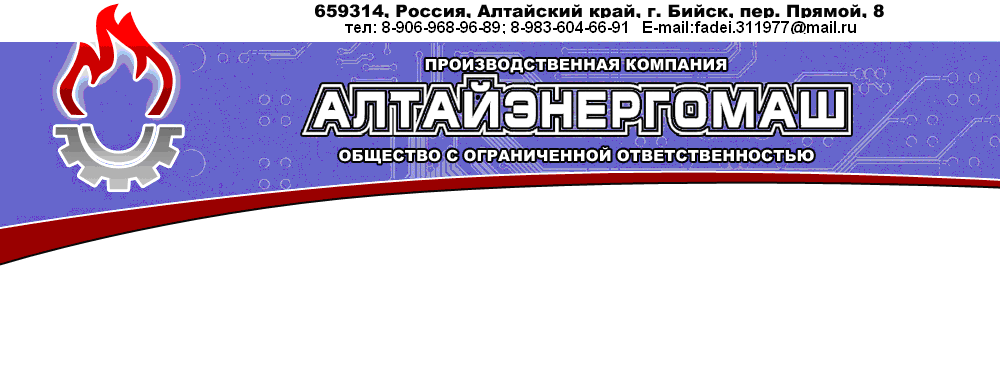 659314, Россия, Алтайский край, г. Бийск, пер. Прямой, 8
тел: 8-906-968-96-89; 8-983-604-66-91 E-mail:fadei.311977@mail.ru
ПРОИЗВОДСТВЕННАЯ КОМПАНИЯ
АЛТАЙЭНЕРГОМАШ
ОБЩЕСТВО С ОГРАНИЧЕННОЙ ОТВЕТСТВЕННОСТЬЮ